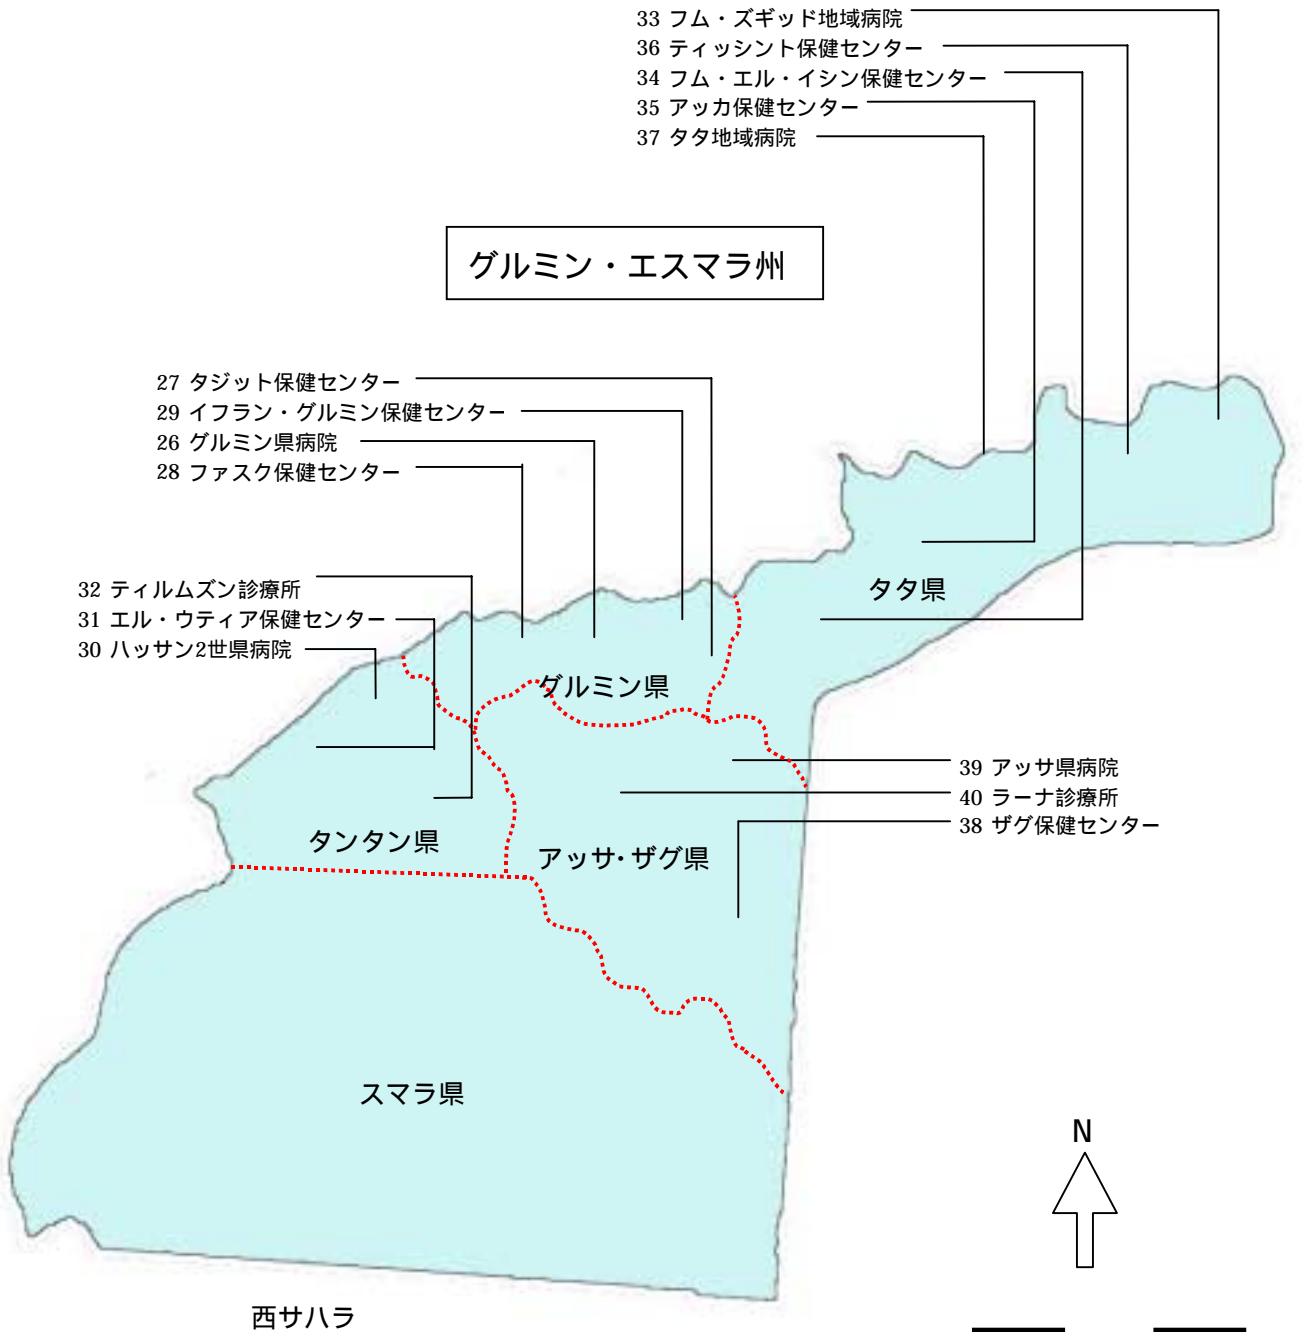 33 フム・ズギッド地域病院
36 ティッシント保健センター
34 フム・エル・イシン保健センター
35 アッカ保健センター
37 タタ地域病院
グルミン・エスマラ州
27 タジット保健センター
29 イフラン・グルミン保健センター
26 グルミン県病院
28 ファスク保健センター
32 ティルムズン診療所
31 エル・ウティア保健センター
30 ハッサン2世県病院
タタ県
グルミン県
39 アッサ県病院
40 ラーナ診療所
38 ザグ保健センター
タンタン県
アッサ・ザグ県
スマラ県
N
西サハラ